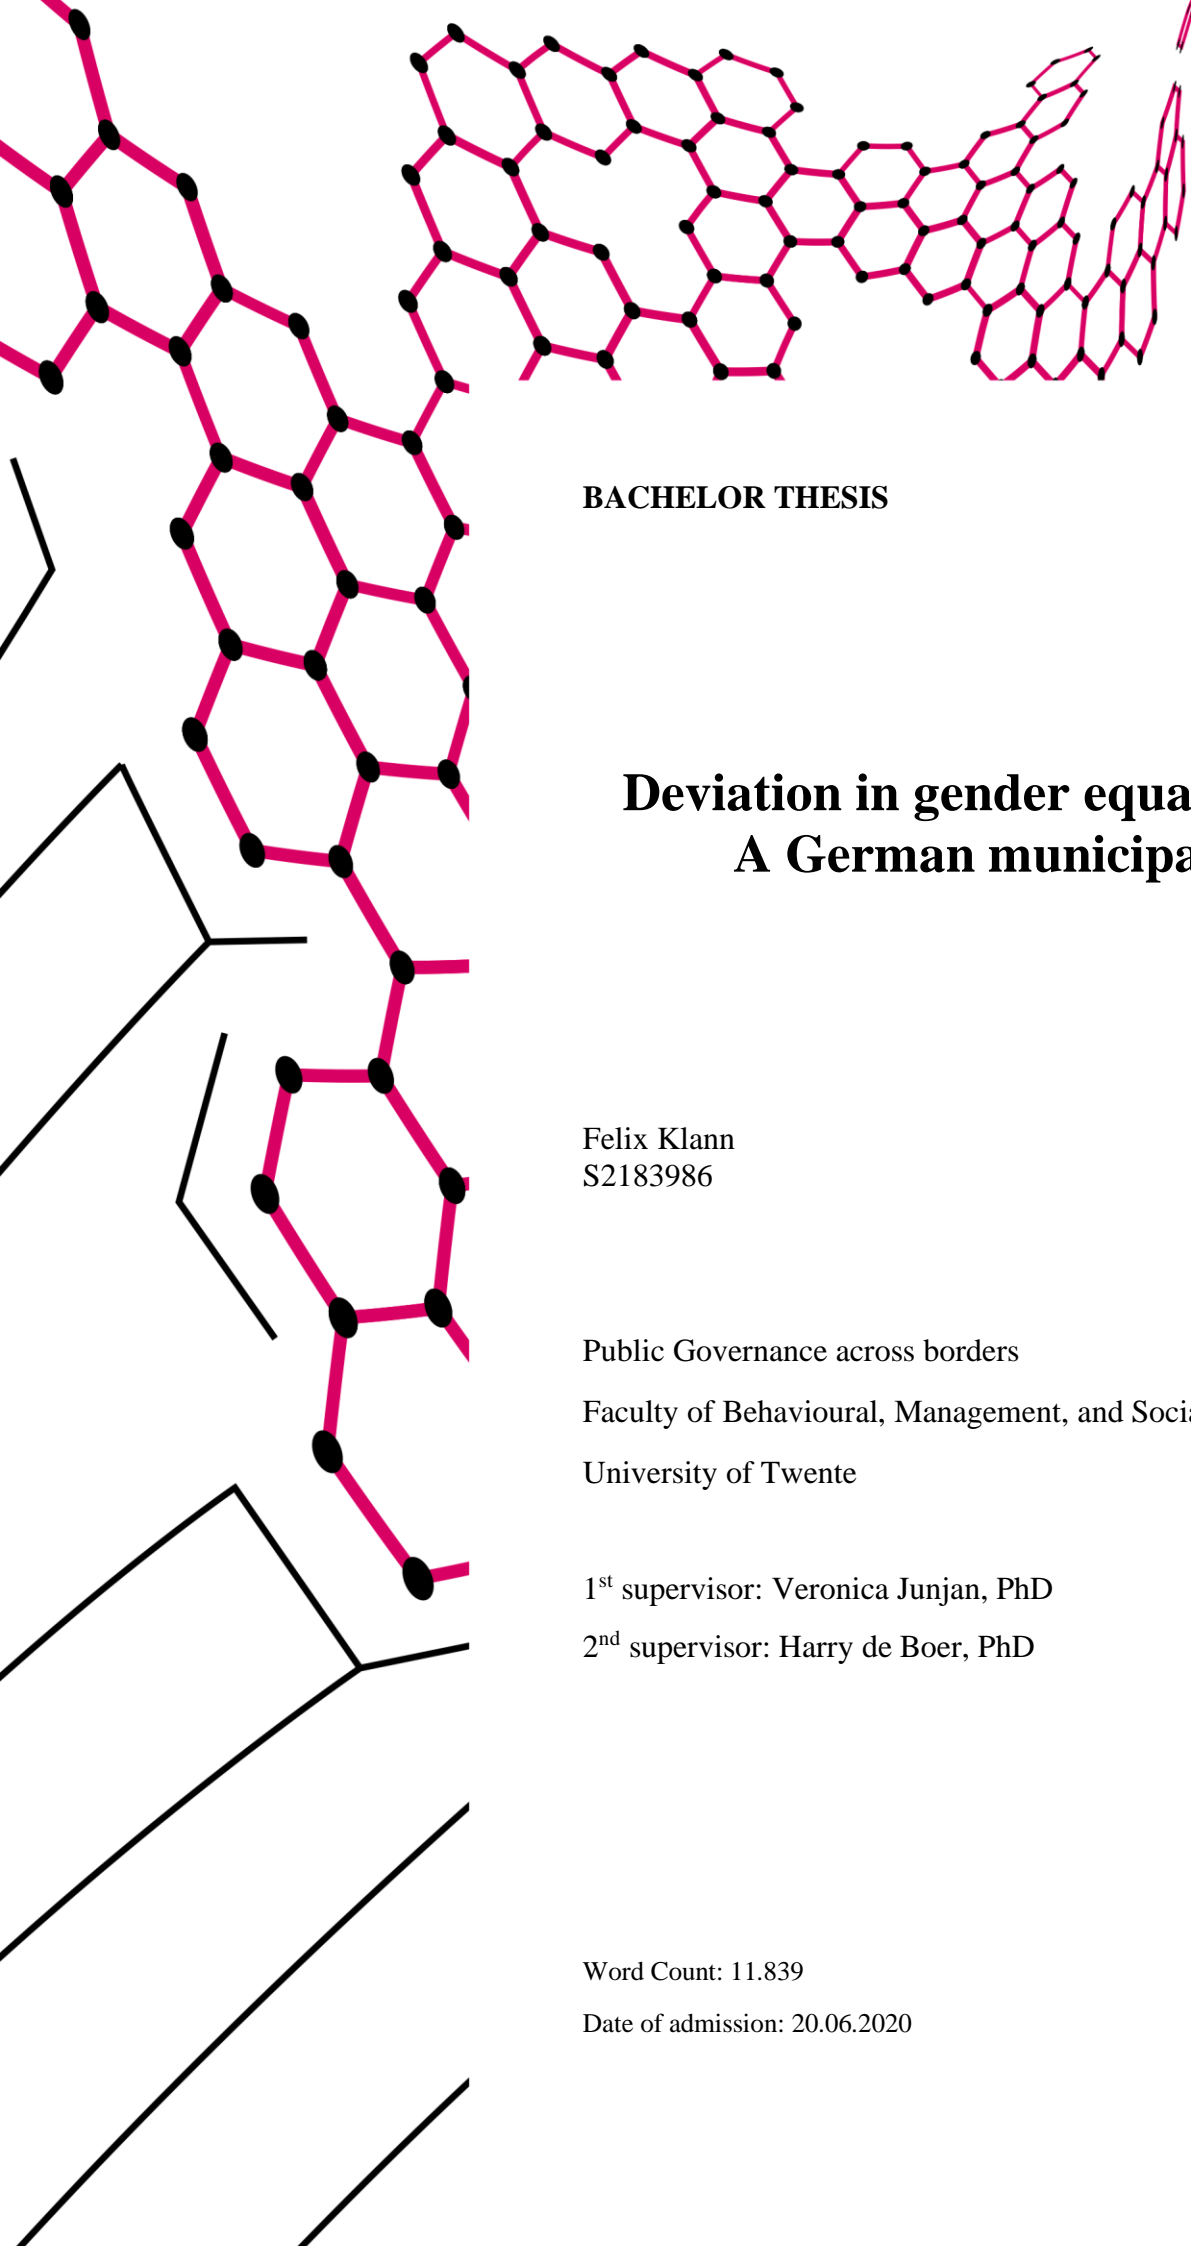 BACHELOR THESIS
Deviation in gender equa
A German municipa
Felix Klann
S2183986
Public Governance across borders
Faculty of Behavioural, Management, and Socia
University of Twente
1st supervisor: Veronica Junjan, PhD
2nd supervisor: Harry de Boer, PhD
Word Count: 11.839
Date of admission: 20.06.2020